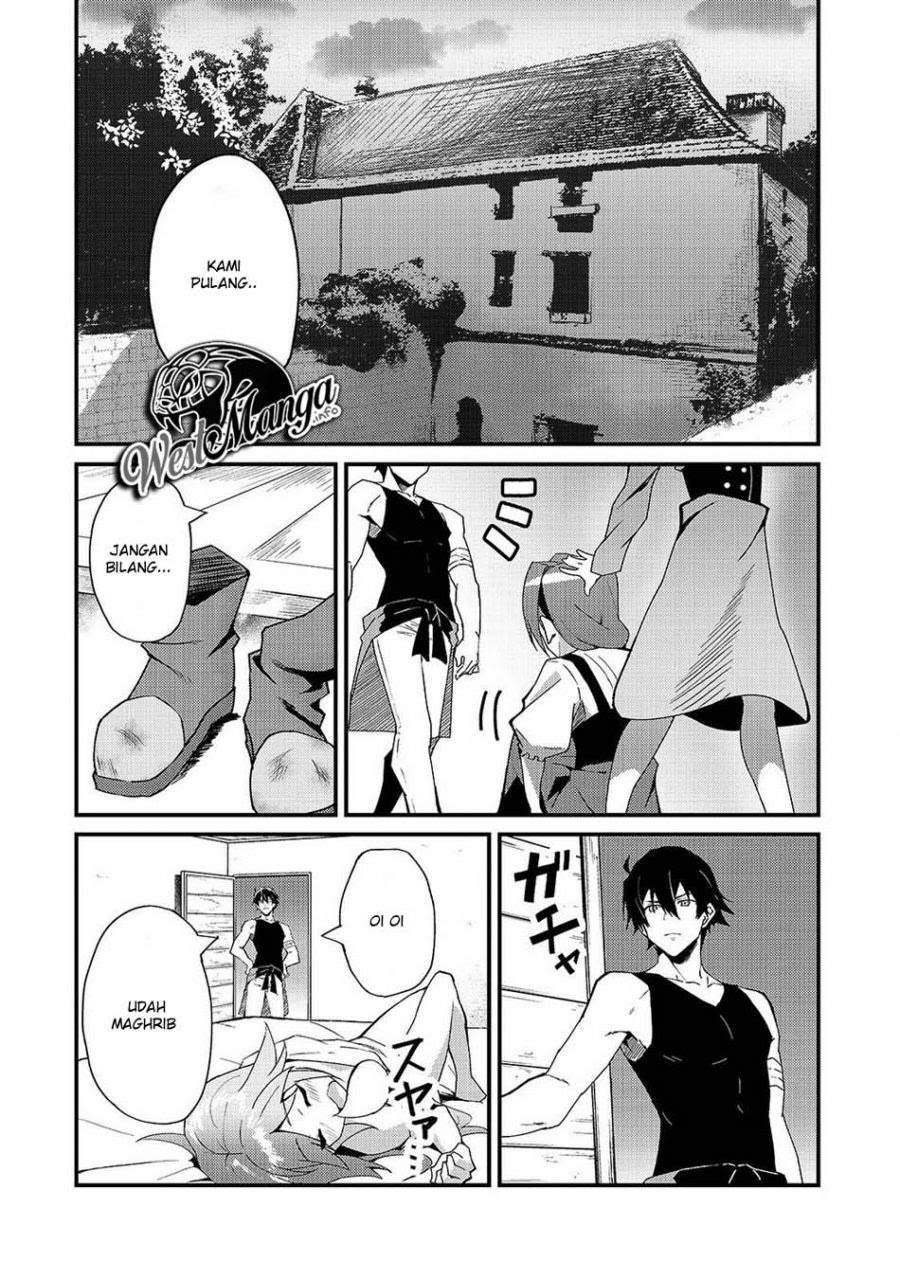 KAMI
PULANG..
WestManga
.info
JANGAN
BILANG...
ガチャ
OI OI
UDAH
MAGHRIB
スヤァ…